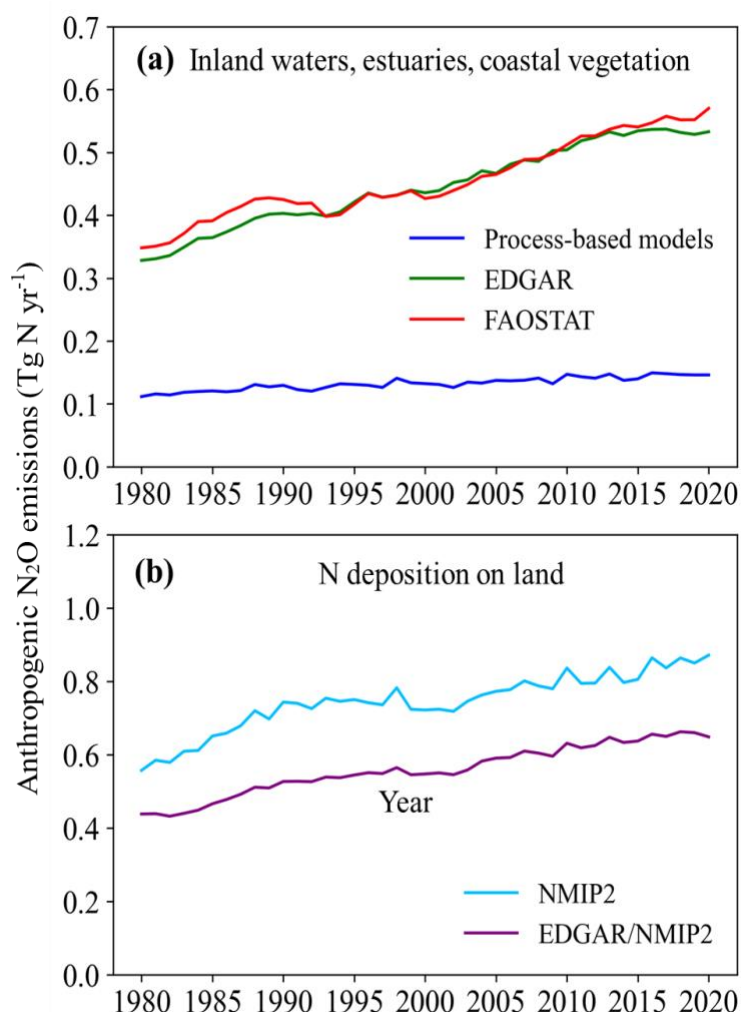 Anthropogenic N₂O emissions (Tg N yr⁻¹)
(a) Inland waters, estuaries, coastal vegetation
0.7
0.6
0.5
0.4
0.3
0.2
0.1
0.0
Process-based models
EDGAR
FAOSTAT
1980 1985 1990 1995 2000 2005 2010 2015 2020
(b) N deposition on land
1.2
1.0
0.8
0.6
0.4
0.2
0.0
Year
NMIP2
EDGAR/NMIP2
1980 1985 1990 1995 2000 2005 2010 2015 2020